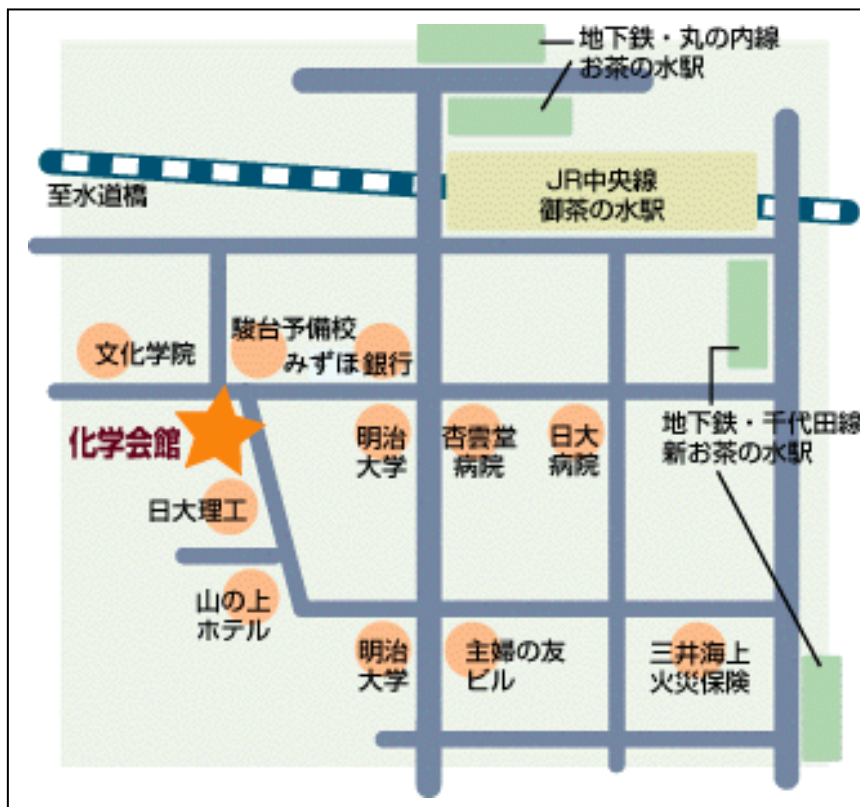 地下鉄・丸の内線
お茶の水駅
JR中央線
御茶の水駅
至水道橋
駿台予備校
文化学院
みずほ銀行
化学会館
明治
大学
杏雲堂
病院
日大
病院
地下鉄・千代田線
新お茶の水駅
日大理工
山の上
ホテル
明治
大学
主婦の友
ビル
三井海上
火災保険